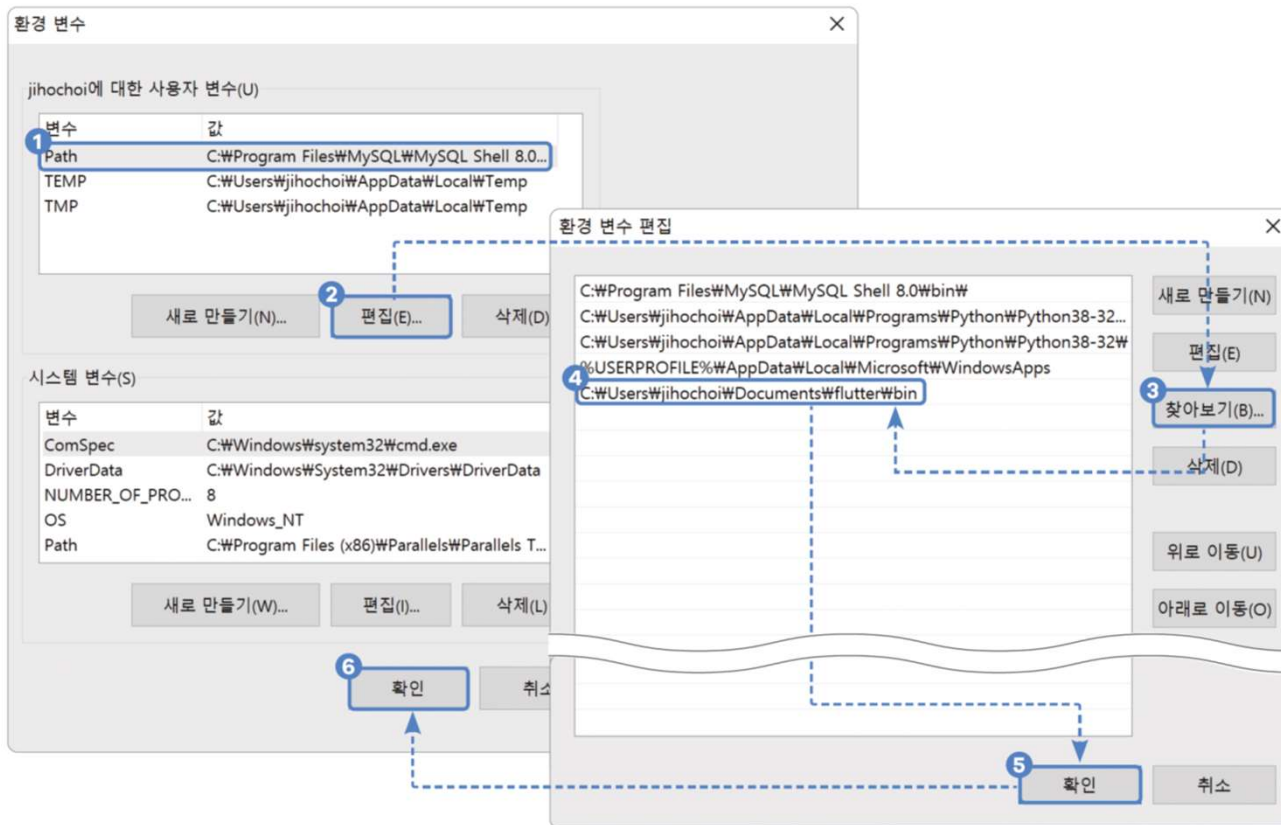 환경 변수
jihochoi에 대한 사용자 변수(U)
변수 값
1
Path C:₩Program Files₩MySQL₩MySQL Shell 8.0...
TEMP C:₩Users₩jihochoi₩AppData₩Local₩Temp
TMP C:₩Users₩jihochoi₩AppData₩Local₩Temp
2
새로 만들기(N)... 편집(E)... 삭제(D)
시스템 변수(S)
변수 값
ComSpec C:₩Windows₩system32₩cmd.exe
DriverData C:₩Windows₩System32₩Drivers₩DriverData
NUMBER_OF_PRO... 8
OS Windows_NT
Path C:₩Program Files (x86)₩Parallels₩Parallels T...
새로 만들기(W)... 편집(I)... 삭제(L)
6
확인 취소
환경 변수 편집
C:₩Program Files₩MySQL₩MySQL Shell 8.0₩bin₩
C:₩Users₩jihochoi₩AppData₩Local₩Programs₩Python₩Python38-32...
C:₩Users₩jihochoi₩AppData₩Local₩Programs₩Python₩Python38-32₩
%USERPROFILE%₩AppData₩Local₩Microsoft₩WindowsApps
4
C:₩Users₩jihochoi₩Documents₩flutter₩bin
새로 만들기(N)
편집(E)
3
찾아보기(B)...
삭제(D)
위로 이동(U)
아래로 이동(O)
5
확인 취소